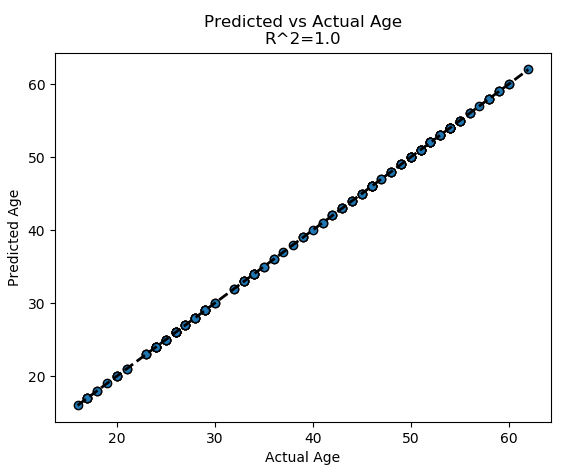 Predicted vs Actual Age
R^2=1.0
60
50
40
30
20
Predicted Age
20 30 40 50 60
Actual Age